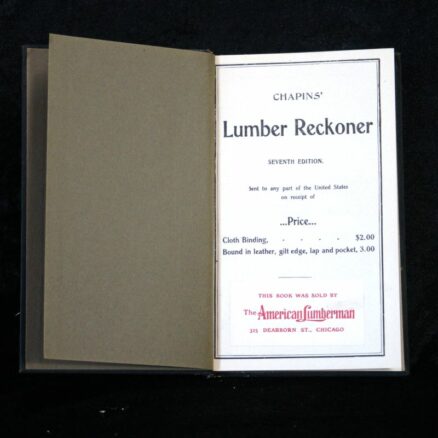 CHAPINS'
Lumber Reckoner
SEVENTH EDITION.
Sent to any part of the United States
on receipt of
...Price...
Cloth Binding, . . . . $2.00
Bound in leather, gilt edge, lap and pocket, 3.00
THIS BOOK WAS SOLD BY
The American Lumberman
315 DEARBORN ST., CHICAGO